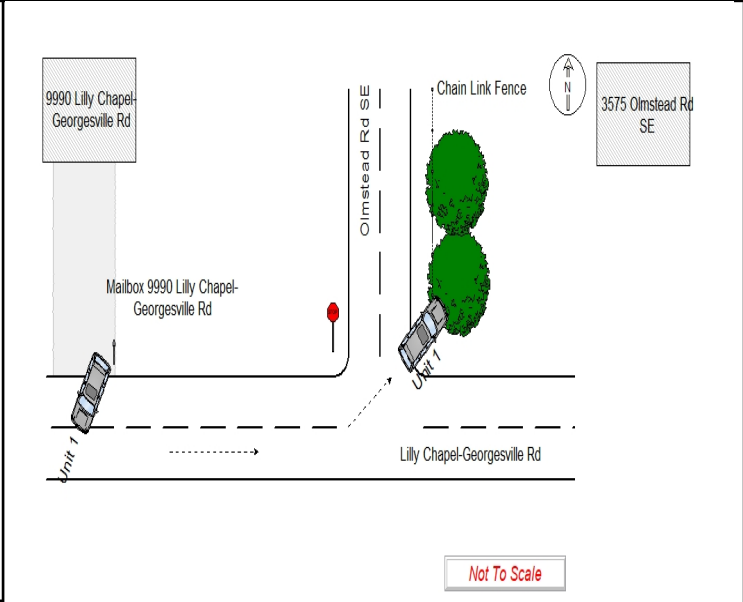 9990 Lilly Chapel-
Georgesville Rd
Olmstead Rd SE
Chain Link Fence
N
3575 Olmstead Rd
SE
Mailbox 9990 Lilly Chapel-
Georgesville Rd
Unit 1
Unit 1
Lilly Chapel-Georgesville Rd
Not To Scale